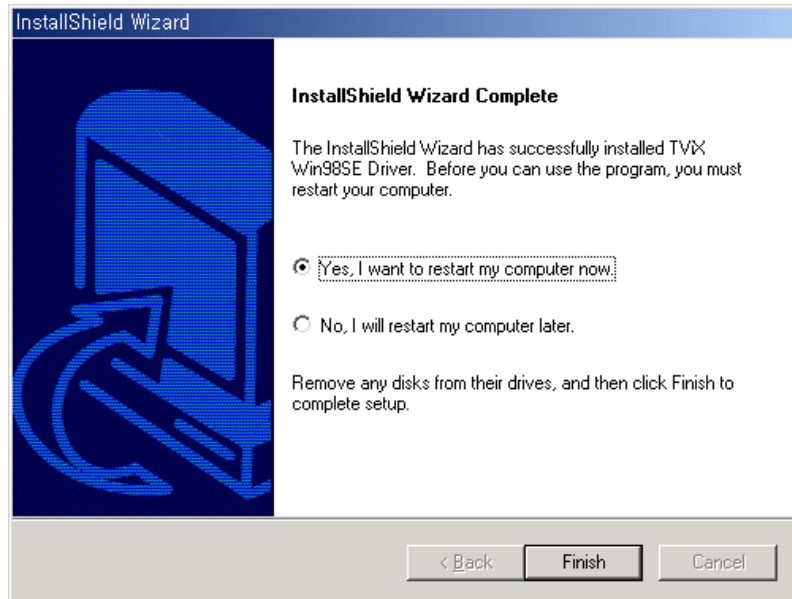 InstallShield Wizard
InstallShield Wizard Complete
The InstallShield Wizard has successfully installed TViX
Win98SE Driver. Before you can use the program, you must
restart your computer.
Yes, I want to restart my computer now.
No, I will restart my computer later.
Remove any disks from their drives, and then click Finish to
complete setup.
< Back Finish Cancel